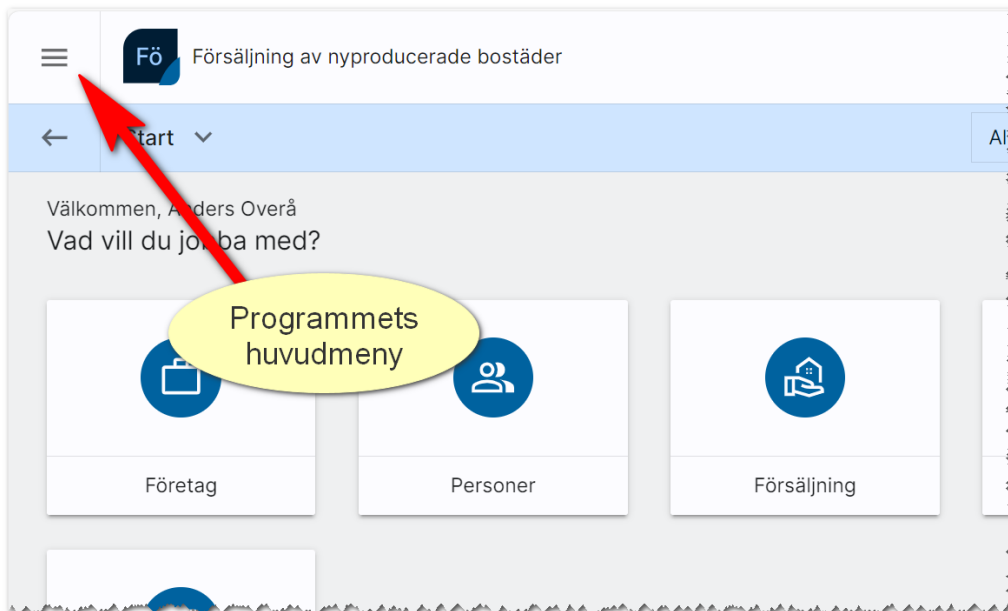 Fö
Försäljning av nyproducerade bostäder
Start
Välkommen, Anders Overå
Vad vill du jobba med?
Programmets
huvudmeny
Företag
Personer
Försäljning